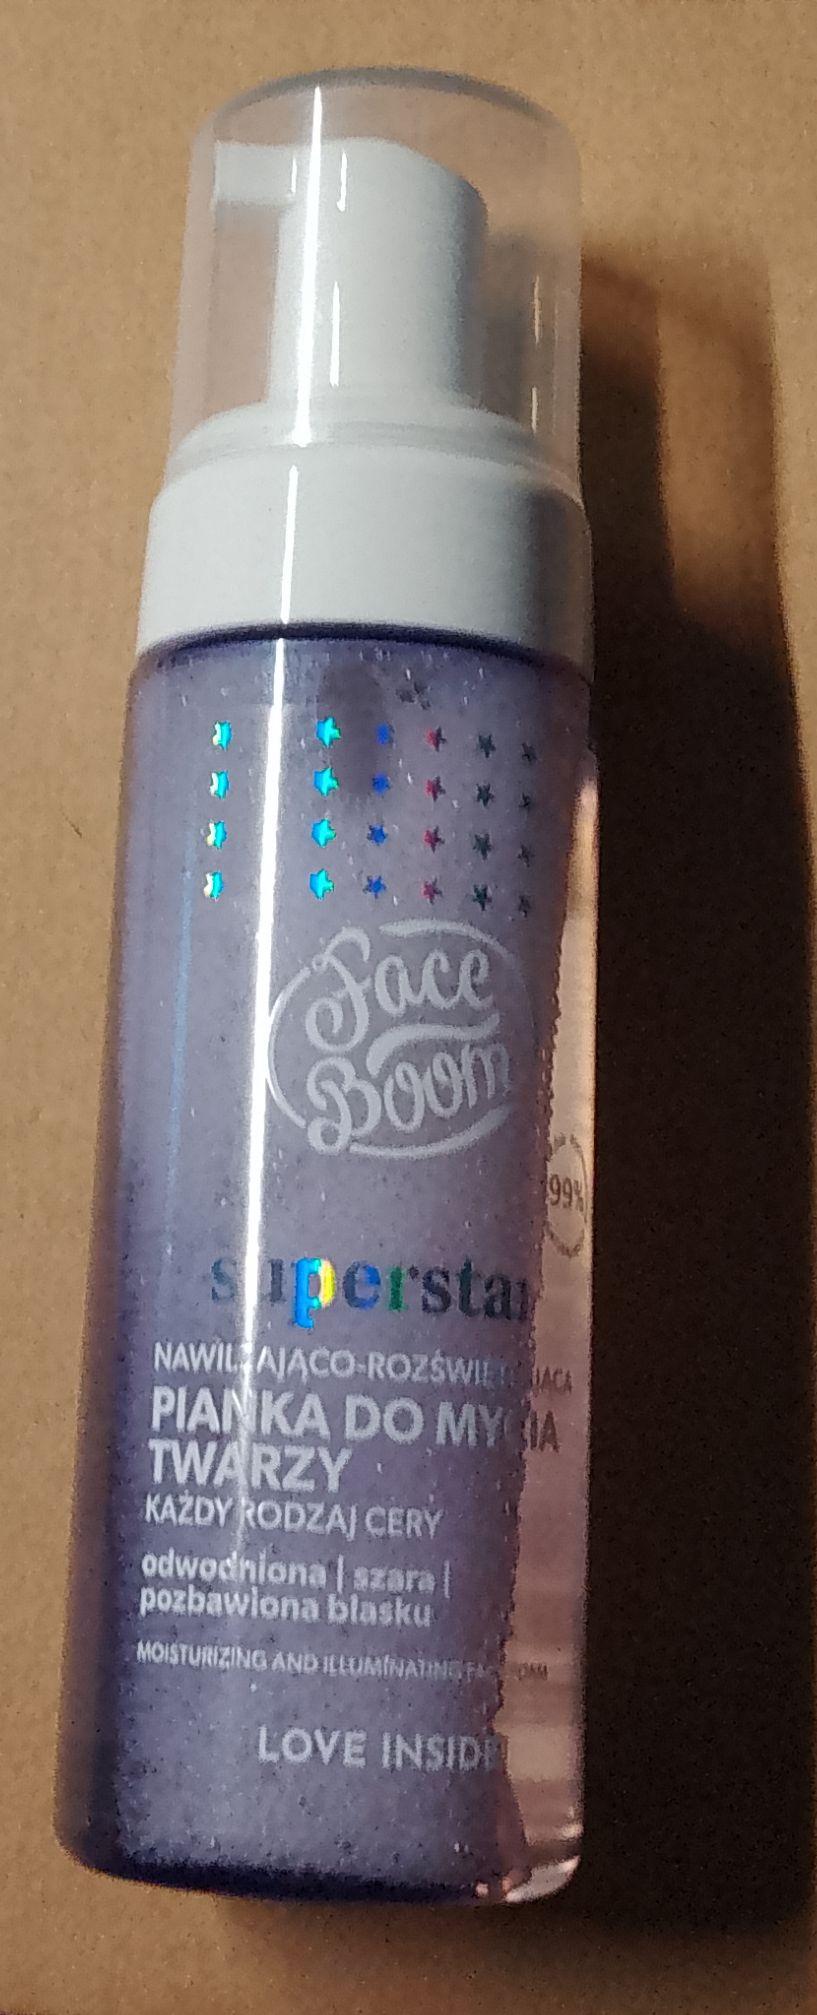 Face
Boom
99%
superstar
NAWILŻAJĄCO-ROZŚWIETLAJĄCA
PIANKA DO MYCIA
TWARZY
KAŻDY RODZAJ CERY
odwodniona | szara |
pozbawiona blasku
MOISTURIZING AND ILLUMINATING FACE FOAM
LOVE INSIDE